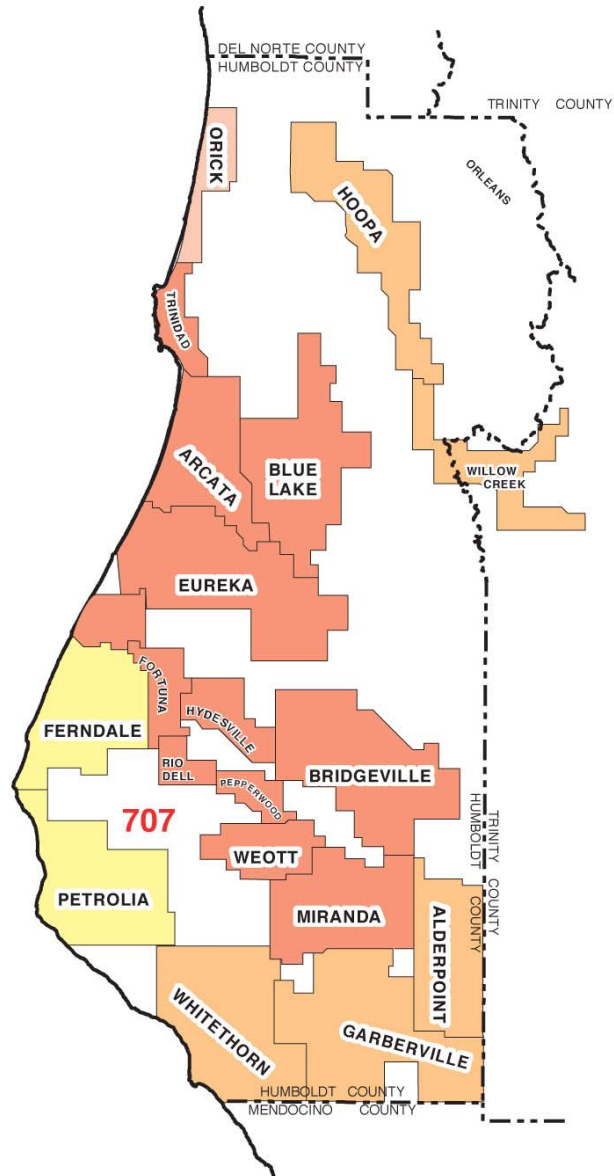 DEL NORTE COUNTY
HUMBOLDT COUNTY
TRINITY COUNTY
ORICK
ORLEANS
HOOPA
TRINIDAD
ARCATA
BLUE
LAKE
WILLOW
CREEK
EUREKA
FORTUNA
HYDESVILLE
FERNDALE
RIO
DELL
PEPPERWOOD
BRIDGEVILLE
707
WEOTT
TRINITY COUNTY
HUMBOLDT COUNTY
PETROLIA
MIRANDA
ALDERPOINT
WHITETHORN
GARBERVILLE
HUMBOLDT COUNTY
MENDOCINO COUNTY